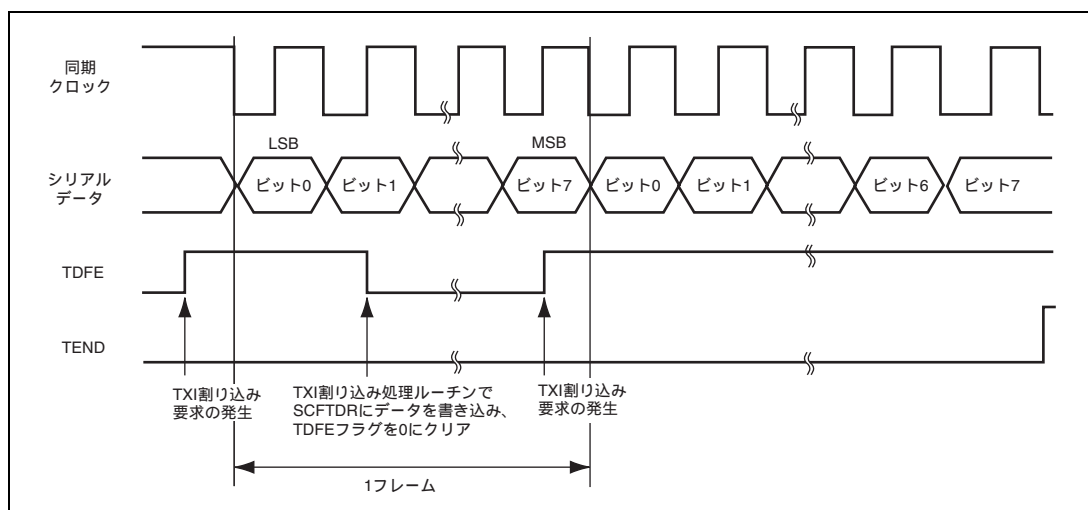 同期
クロック
LSB
MSB
シリアル
データ
ビット0
ビット1
ビット7
ビット0
ビット1
ビット6
ビット7
TDFE
TEND
TXI割り込み
要求の発生
TXI割り込み処理ルーチンで
SCFTDRにデータを書き込み、
TDFEフラグを0にクリア
TXI割り込み
要求の発生
1フレーム